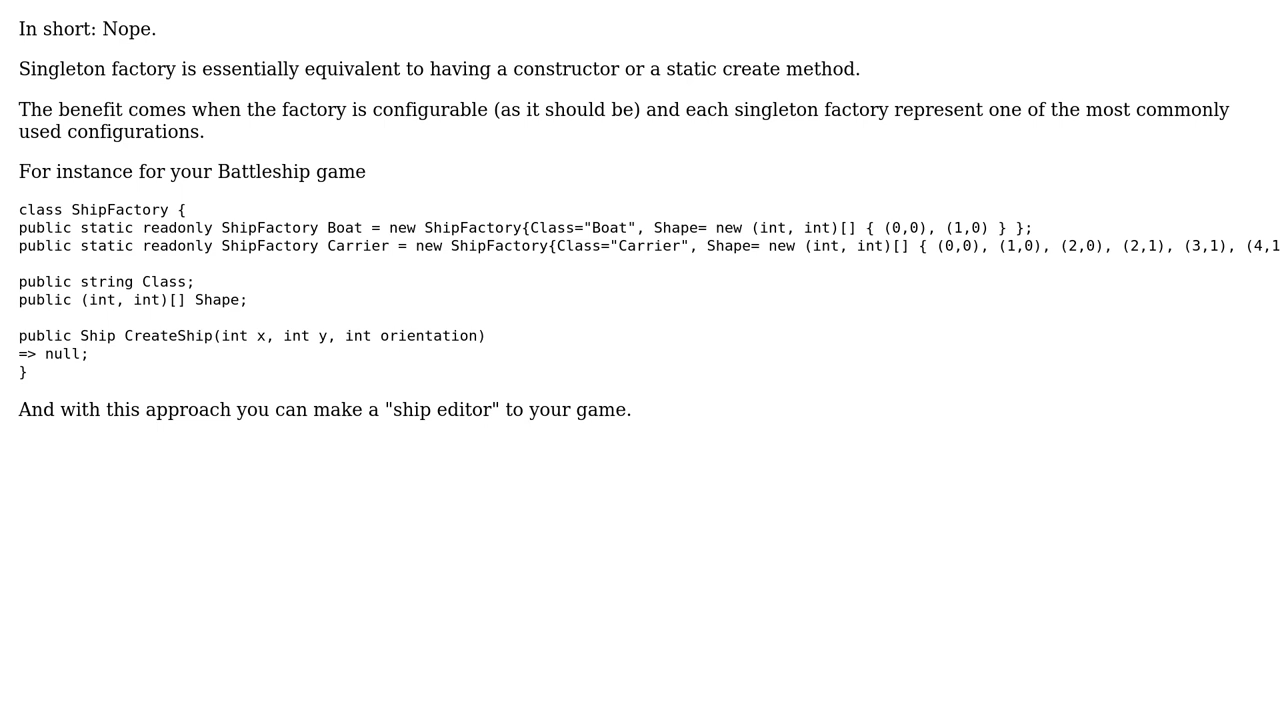 In short: Nope.
Singleton factory is essentially equivalent to having a constructor or a static create method.
The benefit comes when the factory is configurable (as it should be) and each singleton factory represent one of the most commonly
used configurations.
For instance for your Battleship game
class ShipFactory {
public static readonly ShipFactory Boat = new ShipFactory{Class="Boat", Shape= new (int, int)[] { (0,0), (1,0) } };
public static readonly ShipFactory Carrier = new ShipFactory{Class="Carrier", Shape= new (int, int)[] { (0,0), (1,0), (2,0), (2,1), (3,1), (4,1
public string Class;
public (int, int)[] Shape;
public Ship CreateShip(int x, int y, int orientation)
=> null;
}
And with this approach you can make a "ship editor" to your game.